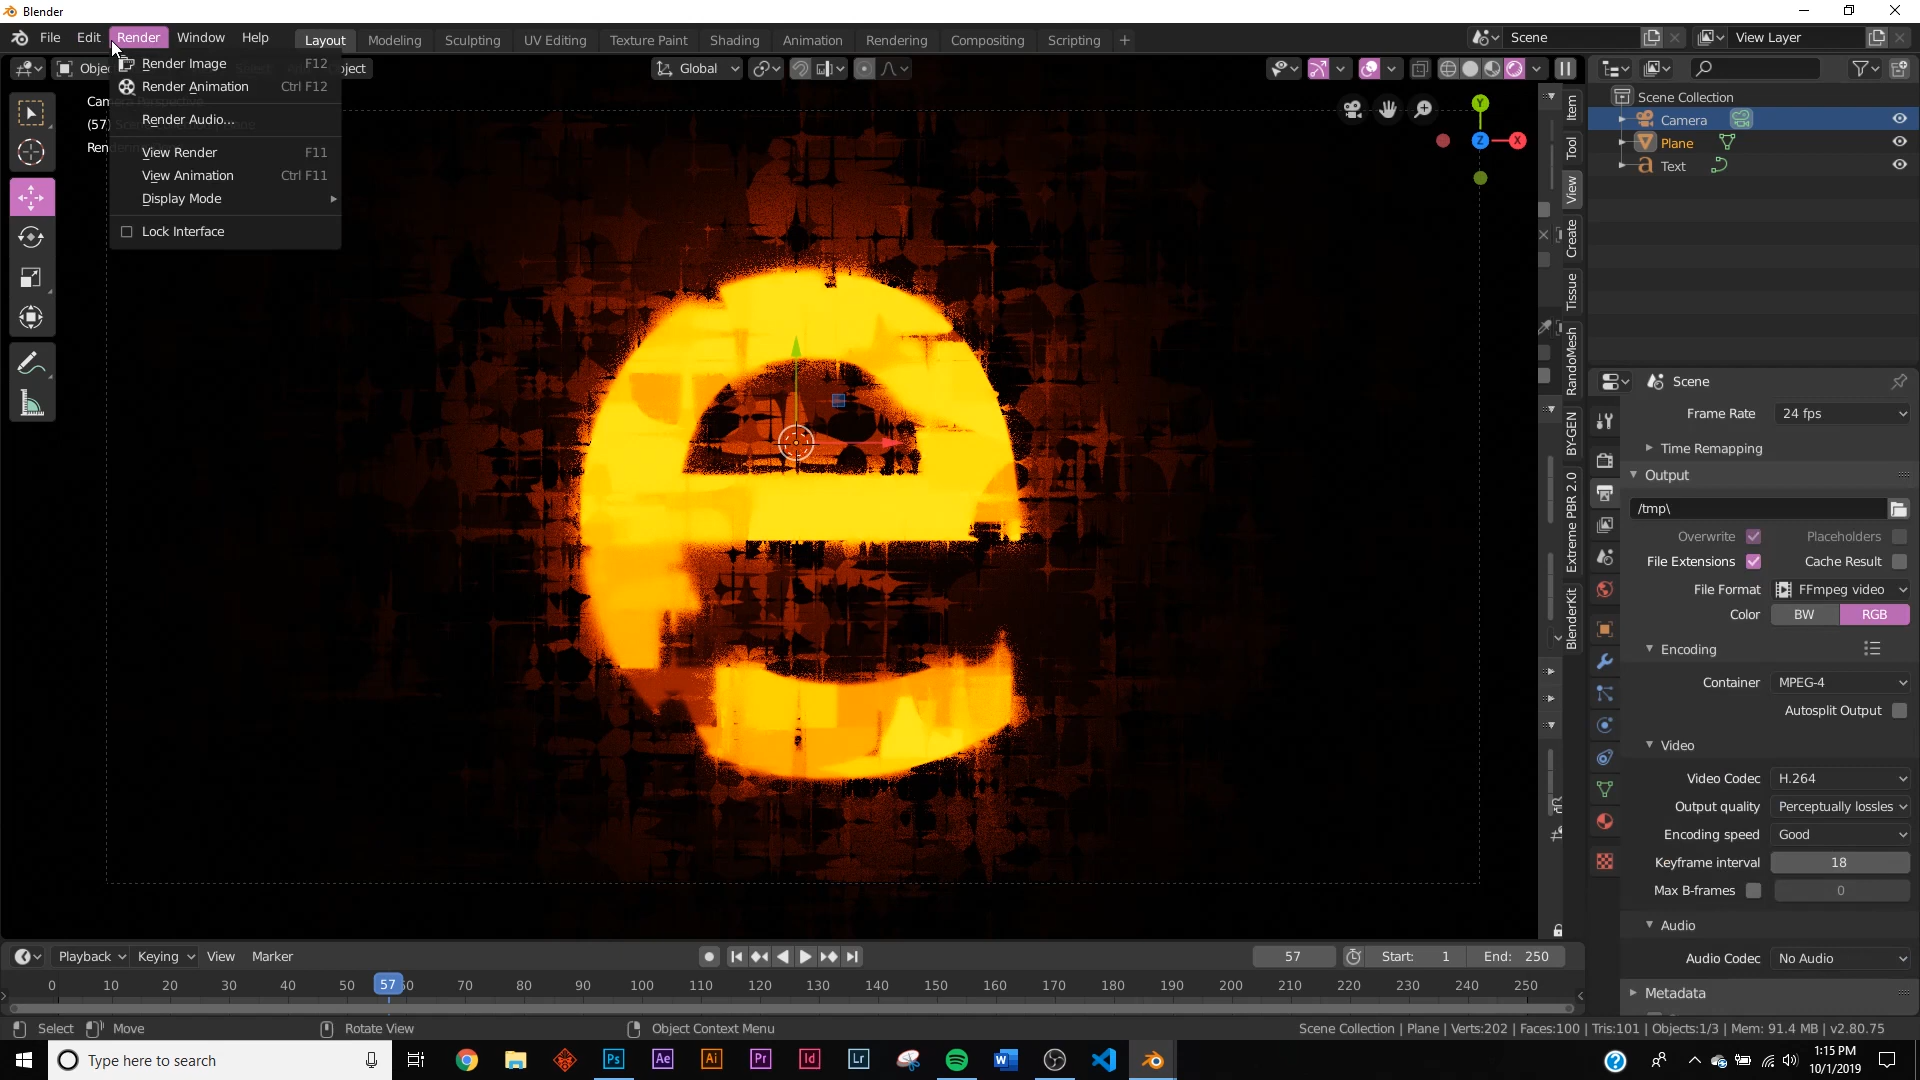 Blender
File Edit Render Window Help
Layout Modeling Sculpting UV Editing Texture Paint Shading Animation Rendering Compositing Scripting +
Scene
View Layer
Global
Render Image F12
Render Animation Ctrl F12
Render Audio...
View Render F11
View Animation Ctrl F11
Display Mode
Lock Interface
(57)
e
Y
Z
X
Item
Tool
View
Create
Tissue
RandoMesh
BY-GEN
Extreme PBR 2.0
BlenderKit
Scene Collection
Camera
Plane
Text
Scene
Frame Rate 24 fps
Time Remapping
Output
/tmp\
Overwrite Placeholders
File Extensions Cache Result
File Format FFmpeg video
Color BW RGB
Encoding
Container MPEG-4
Autosplit Output
Video
Video Codec H.264
Output quality Perceptually lossles
Encoding speed Good
Keyframe interval 18
Max B-frames 0
Audio
Audio Codec No Audio
Metadata
Playback Keying View Marker
57 Start: 1 End: 250
0 10 20 30 40 50 57 70 80 90 100 110 120 130 140 150 160 170 180 190 200 210 220 230 240 250
Select Move Rotate View Object Context Menu
Scene Collection | Plane | Verts:202 | Faces:100 | Tris:101 | Objects:1/3 | Mem: 91.4 MB | v2.80.75
Type here to search
Ps Ae Ai Pr Id Lr
1:15 PM
10/1/2019